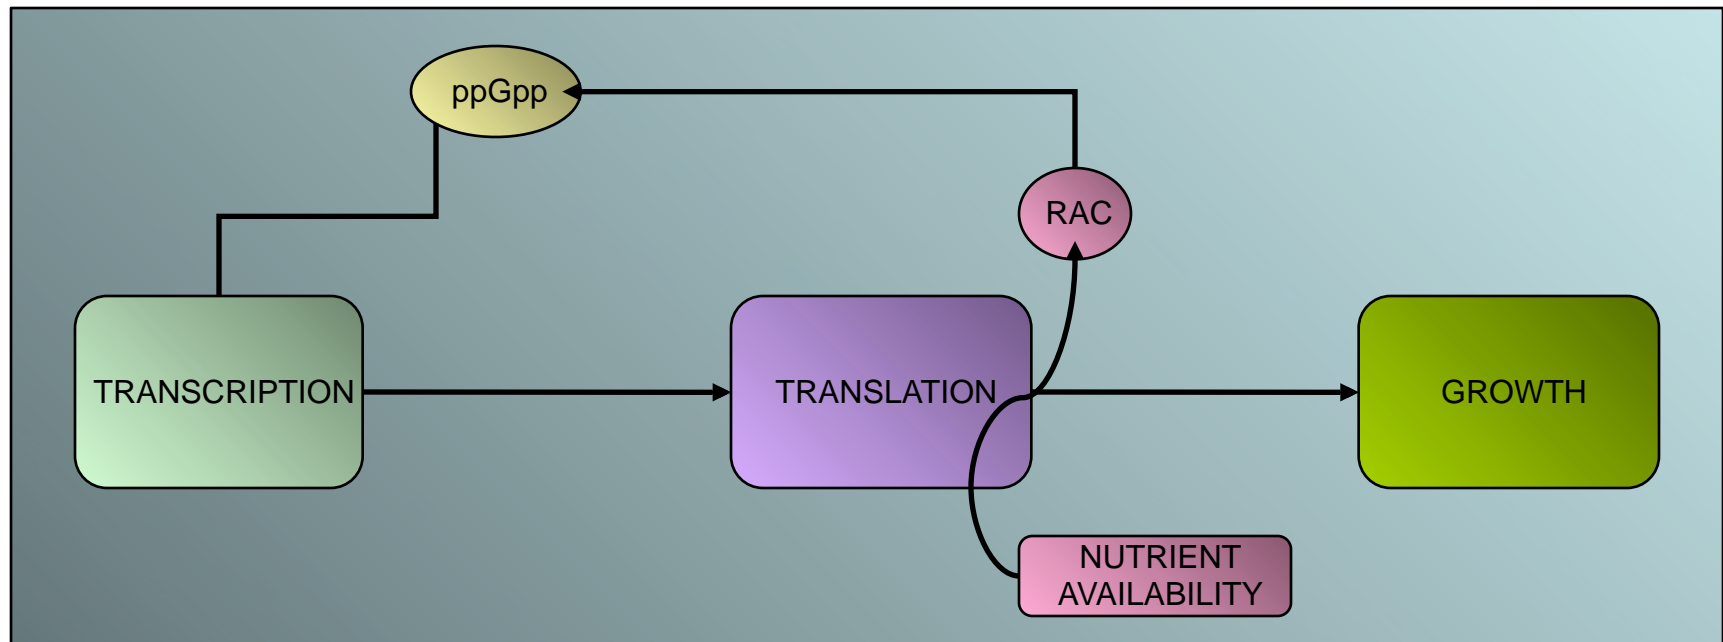 ppGpp
RAC
TRANSCRIPTION
TRANSLATION
GROWTH
NUTRIENT
AVAILABILITY